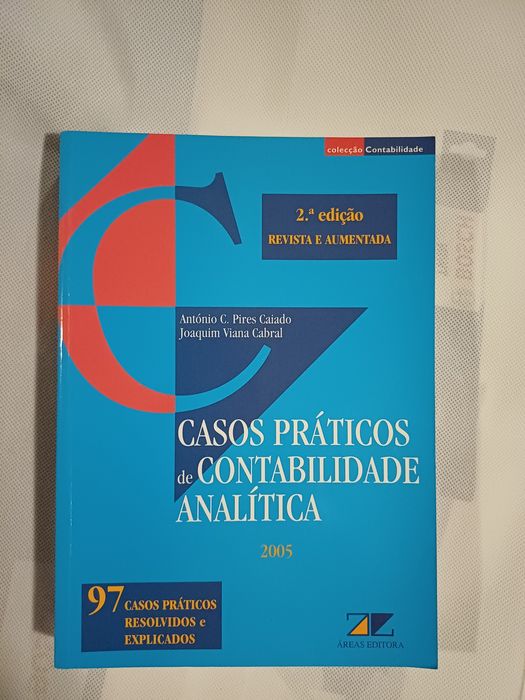 colecção Contabilidade
2.ª edição
REVISTA E AUMENTADA
António C. Pires Caiado
Joaquim Viana Cabral
CASOS PRÁTICOS
de CONTABILIDADE
ANALÍTICA
2005
97 CASOS PRÁTICOS
RESOLVIDOS e
EXPLICADOS
ÁREAS EDITORA